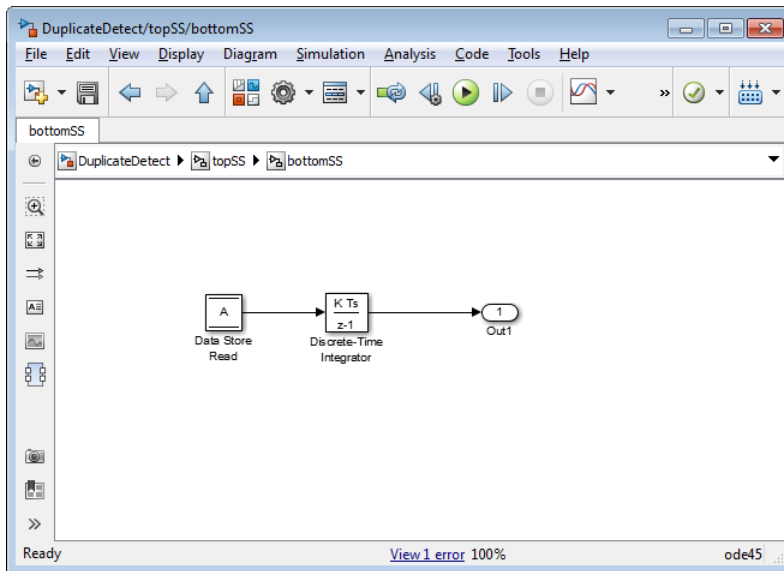 DuplicateDetect/topSS/bottomSS
File Edit View Display Diagram Simulation Analysis Code Tools Help
»
bottomSS
DuplicateDetect topSS bottomSS
A
K Ts
z-1
1
Data Store
Read
Discrete-Time
Integrator
Out1
Ready View 1 error 100% ode45